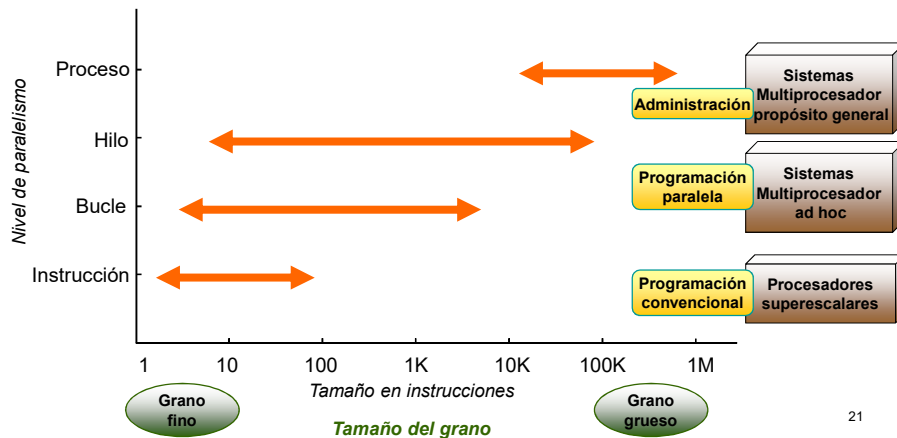 Nivel de paralelismo
Proceso
Hilo
Bucle
Instrucción
Administración
Sistemas
Multiprocesador
propósito general
Programación
paralela
Sistemas
Multiprocesador
ad hoc
Programación
convencional
Procesadores
superescalares
1 10 100 1K 10K 100K 1M
Tamaño en instrucciones
Grano
fino
Grano
grueso
Tamaño del grano
21